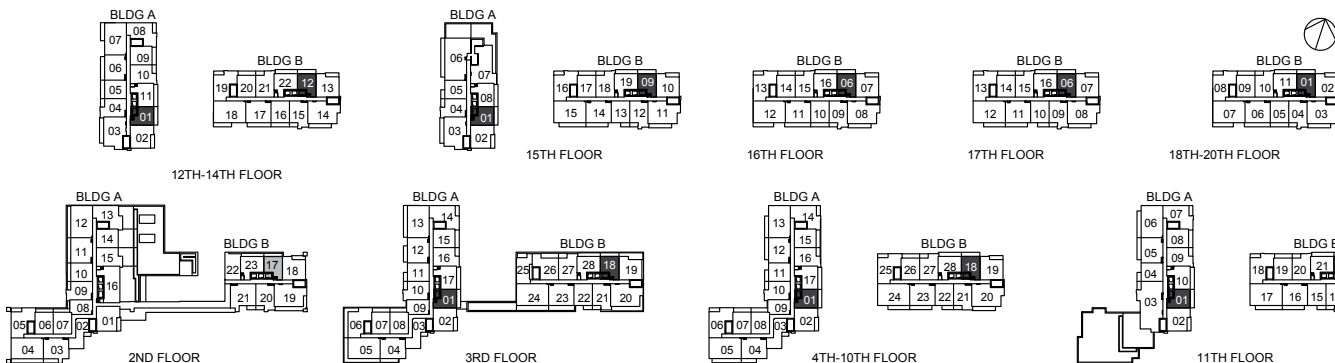 BLDG A
07 08
06 09
05 10
04 11
03 01
02
BLDG B
19 20 21 22 12 13
18 17 16 15 14
12TH-14TH FLOOR
BLDG A
06
07
05
04 08
03 01
02
BLDG B
16 17 18 19 09 10
15 14 13 12 11
15TH FLOOR
BLDG B
13 14 15 16 06 07
12 11 10 09 08
16TH FLOOR
BLDG B
13 14 15 16 06 07
12 11 10 09 08
17TH FLOOR
BLDG B
08 09 10 11 01 02
07 06 05 04 03
18TH-20TH FLOOR
BLDG A
12 13
11 14
15
10
09 16
08
05 06 07 02 01
04 03
BLDG B
22 23 17 18
21 20 19
2ND FLOOR
BLDG A
13 14
12 15
16
11 17
10 01
09
06 07 08 03 02
05 04
BLDG B
25 26 27 28 18 19
24 23 22 21 20
3RD FLOOR
BLDG A
13 14
12 15
16
11 17
10 01
09
06 07 08 03 02
05 04
BLDG B
25 26 27 28 18 19
24 23 22 21 20
4TH-10TH FLOOR
BLDG A
06 07
05 08
09
04 10
03 01
02
11TH FLOOR
BLDG
18 19 20 21
17 16 15